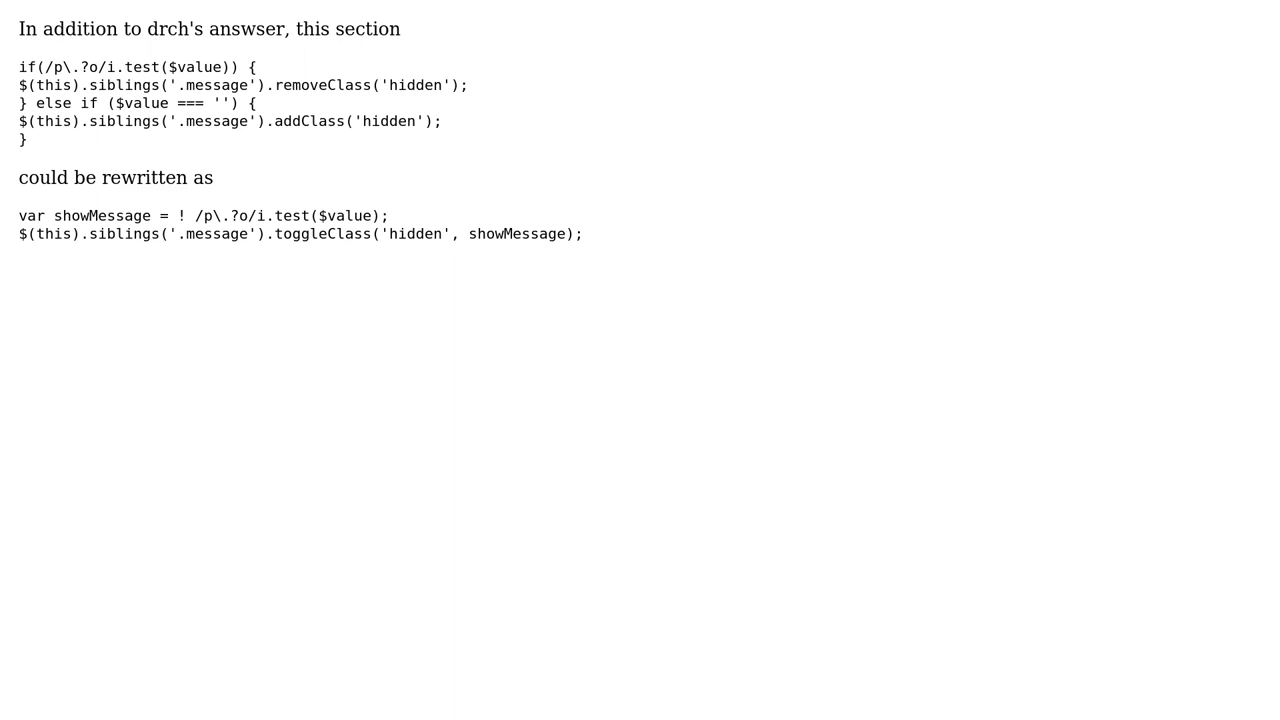 In addition to drch's answser, this section
if(/p\.?o/i.test($value)) {
$(this).siblings('.message').removeClass('hidden');
} else if ($value === '') {
$(this).siblings('.message').addClass('hidden');
}
could be rewritten as
var showMessage = ! /p\.?o/i.test($value);
$(this).siblings('.message').toggleClass('hidden', showMessage);